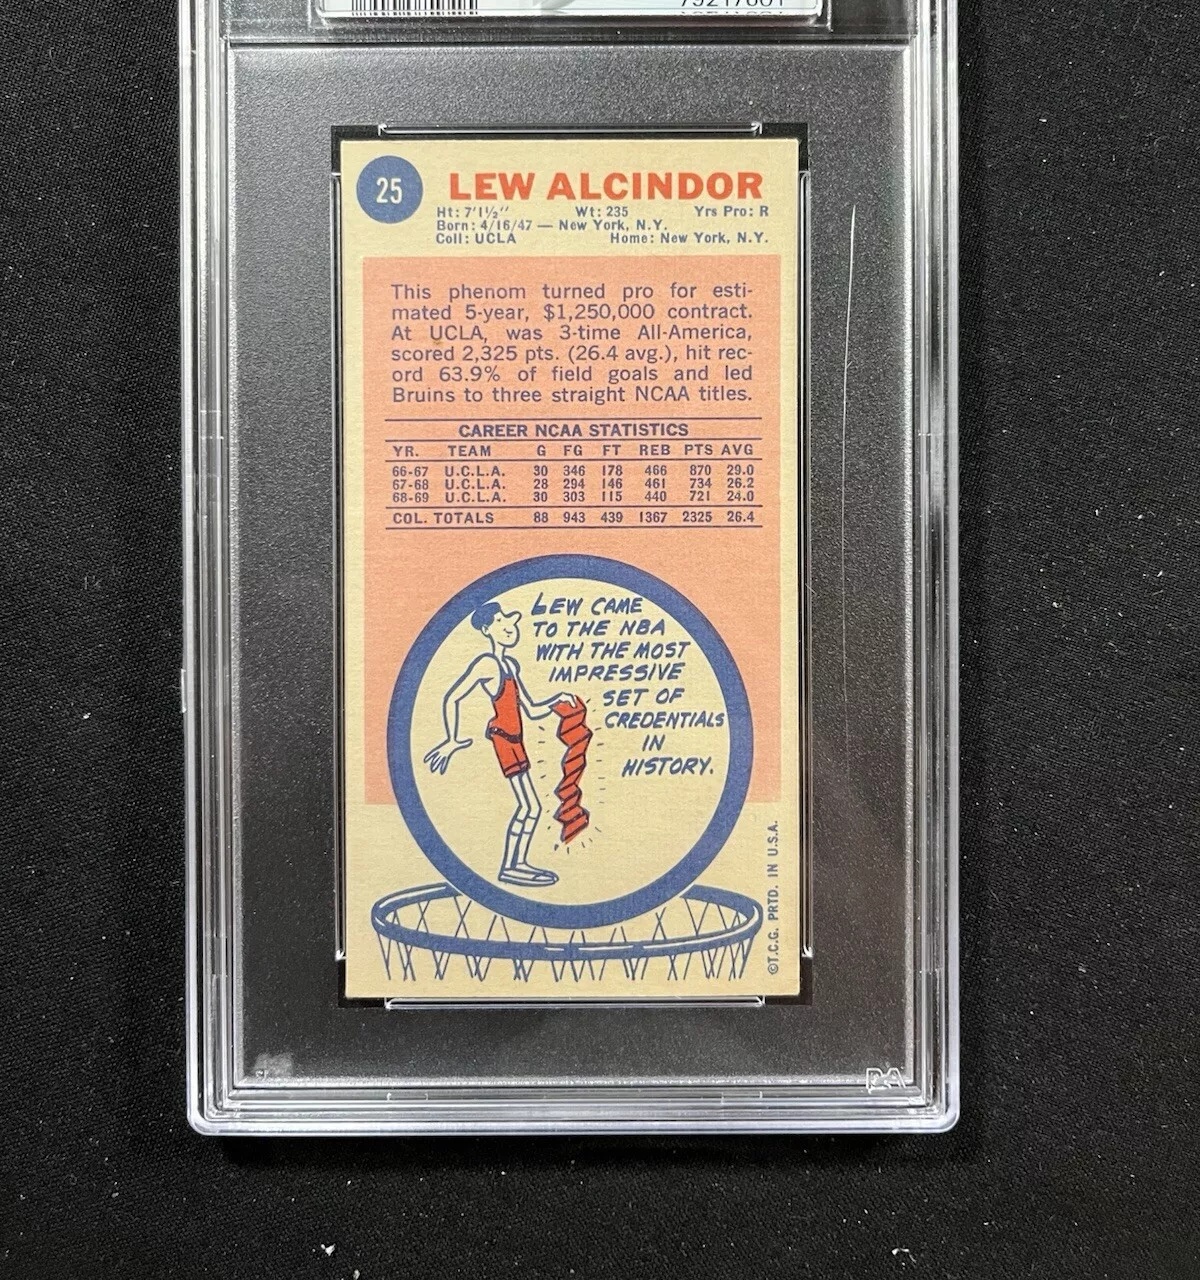 25
LEW ALCINDOR
Ht: 7'1½" Wt: 235 Yrs Pro: R
Born: 4/16/47 — New York, N.Y.
Coll: UCLA Home: New York, N.Y.
This phenom turned pro for esti-
mated 5-year, $1,250,000 contract.
At UCLA, was 3-time All-America,
scored 2,325 pts. (26.4 avg.), hit rec-
ord 63.9% of field goals and led
Bruins to three straight NCAA titles.
CAREER NCAA STATISTICS
YR. TEAM G FG FT REB PTS AVG
66-67 U.C.L.A. 30 346 178 466 870 29.0
67-68 U.C.L.A. 28 294 146 461 734 26.2
68-69 U.C.L.A. 30 303 115 440 721 24.0
COL. TOTALS 88 943 439 1367 2325 26.4
LEW CAME
TO THE NBA
WITH THE MOST
IMPRESSIVE
SET OF
CREDENTIALS
IN
HISTORY.
©T.C.G. PRTD. IN U.S.A.